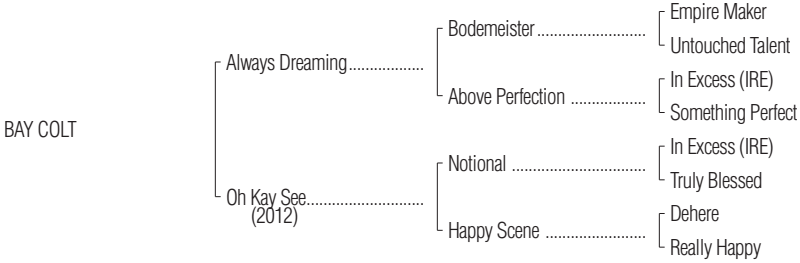 Empire Maker
Bodemeister
Untouched Talent
Always Dreaming
In Excess (IRE)
Above Perfection
Something Perfect
BAY COLT
In Excess (IRE)
Notional
Truly Blessed
Oh Kay See
(2012)
Dehere
Happy Scene
Really Happy